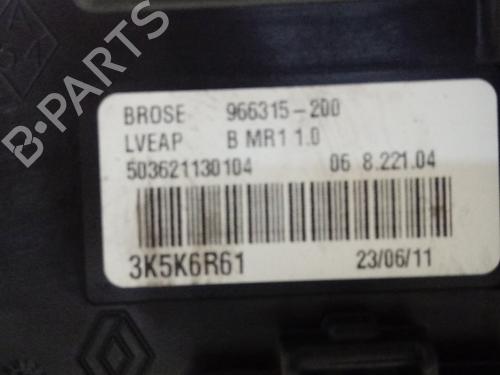 BROSE 966315-200
LVEAP B MR1 1.0
503621130104 06 8.221.04
3K5K6R61 23/06/11
B-PARTS